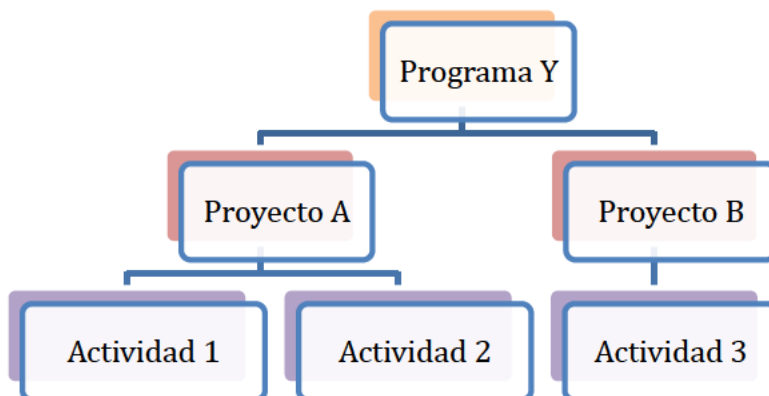 Programa Y
Proyecto A
Proyecto B
Actividad 1
Actividad 2
Actividad 3